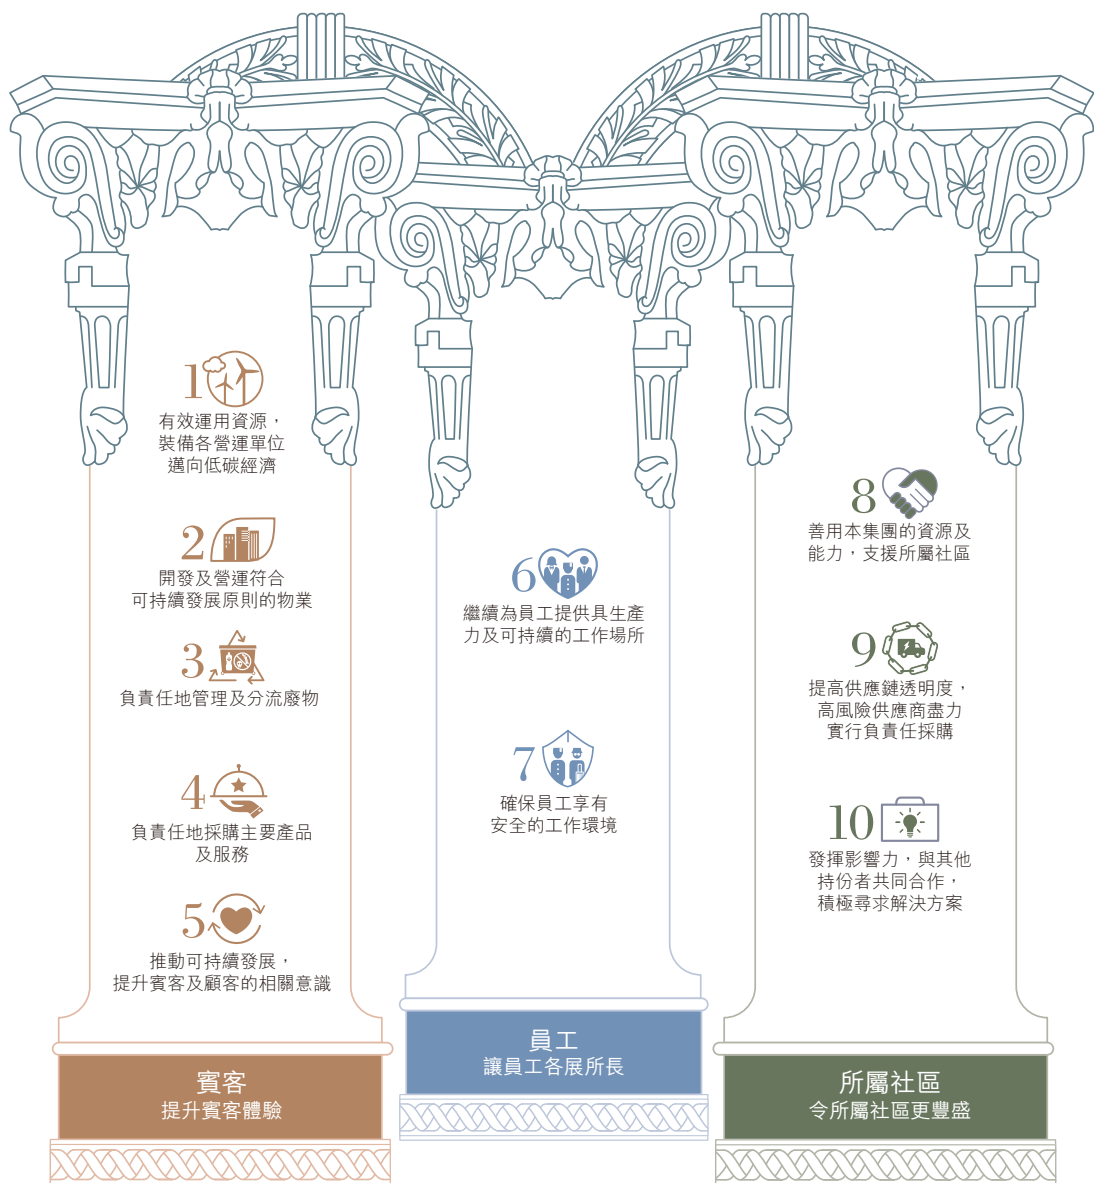 1
有效運用資源，
裝備各營運單位
邁向低碳經濟
2
開發及營運符合
可持續發展原則的物業
3
負責任地管理及分流廢物
4
負責任地採購主要產品
及服務
5
推動可持續發展，
提升賓客及顧客的相關意識
賓客
提升賓客體驗
6
繼續為員工提供具生產
力及可持續的工作場所
7
確保員工享有
安全的工作環境
員工
讓員工各展所長
8
善用本集團的資源及
能力，支援所屬社區
9
提高供應鏈透明度，
高風險供應商盡力
實行負責任採購
10
發揮影響力，與其他
持份者共同合作，
積極尋求解決方案
所屬社區
令所屬社區更豐盛